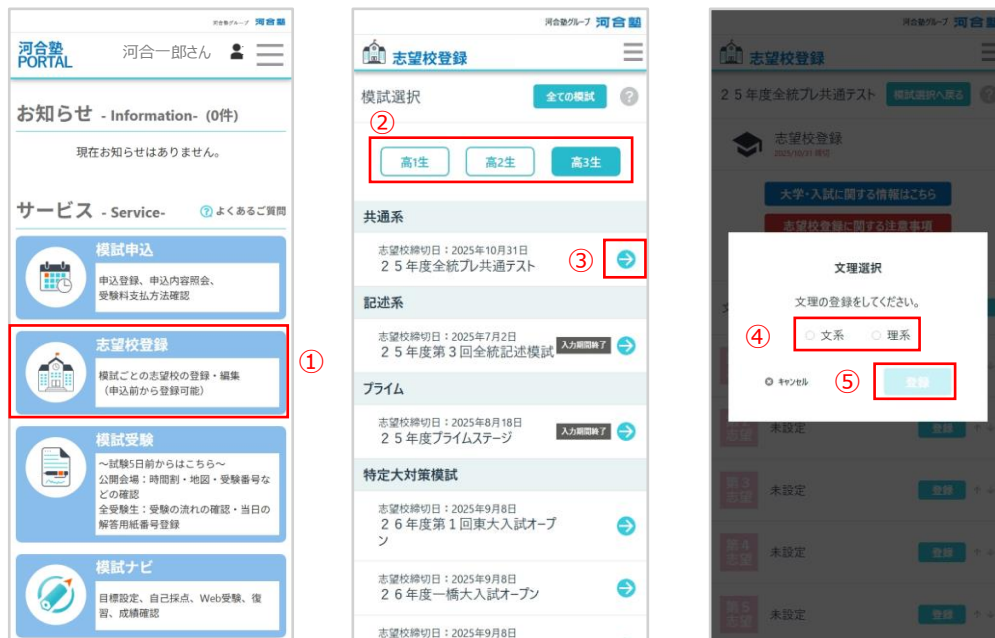 河合塾グループ 河合塾
河合塾
PORTAL
河合一郎さん
お知らせ - Information- (0件)
現在お知らせはありません。
サービス - Service-
? よくあるご質問
模試申込
申込登録、申込内容照会、
受験料支払方法確認
志望校登録
模試ごとの志望校の登録・編集
（申込前から登録可能）
①
模試受験
～試験5日前からはこちら～
公開会場：時間割・地図・受験番号な
どの確認
全受験生：受験の流れの確認・当日の
解答用紙番号登録
模試ナビ
目標設定、自己採点、Web受験、復
習、成績確認
河合塾グループ 河合塾
志望校登録
模試選択
全ての模試
?
②
高1生
高2生
高3生
共通系
志望校締切日：2025年10月31日
２５年度全統プレ共通テスト
③
記述系
志望校締切日：2025年7月2日
２５年度第３回全統記述模試
入力期間終了
プライム
志望校締切日：2025年8月18日
２５年度プライムステージ
入力期間終了
特定大対策模試
志望校締切日：2025年9月8日
２６年度第１回東大入試オープ
ン
志望校締切日：2025年9月8日
２６年度一橋大入試オープン
志望校締切日：2025年9月8日
河合塾グループ 河合塾
志望校登録
２５年度全統プレ共通テスト
模試選択へ戻る
?
志望校登録
2025/10/31 締切
大学・入試に関する情報はこちら
志望校登録に関する注意事項
文理選択
文理の登録をしてください。
④
文系
理系
キャンセル
⑤
登録
志望
未設定
登録
第３
志望
未設定
登録
第４
志望
未設定
登録
第５
志望
未設定
登録